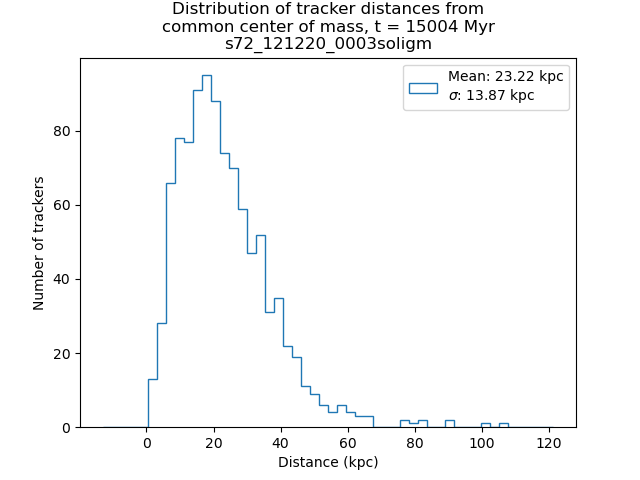 Distribution of tracker distances from
common center of mass, t = 15004 Myr
s72_121220_0003soligm
Mean: 23.22 kpc
σ: 13.87 kpc
Number of trackers
80
60
40
20
0
0 20 40 60 80 100 120
Distance (kpc)